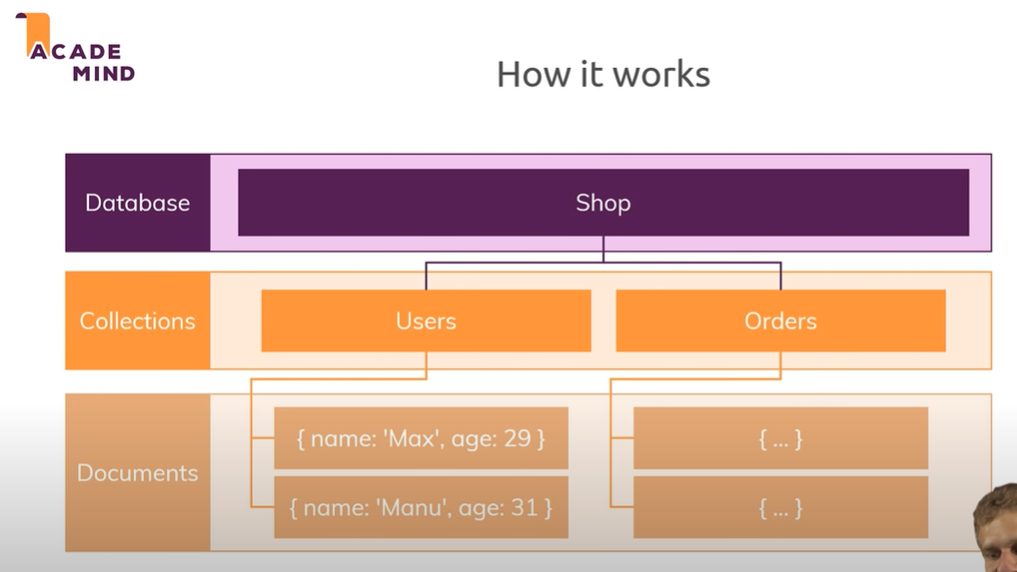 ACADE
MIND
How it works
Database
Shop
Collections
Users
Orders
Documents
{ name: 'Max', age: 29 }
{ ... }
{ name: 'Manu', age: 31 }
{ ... }